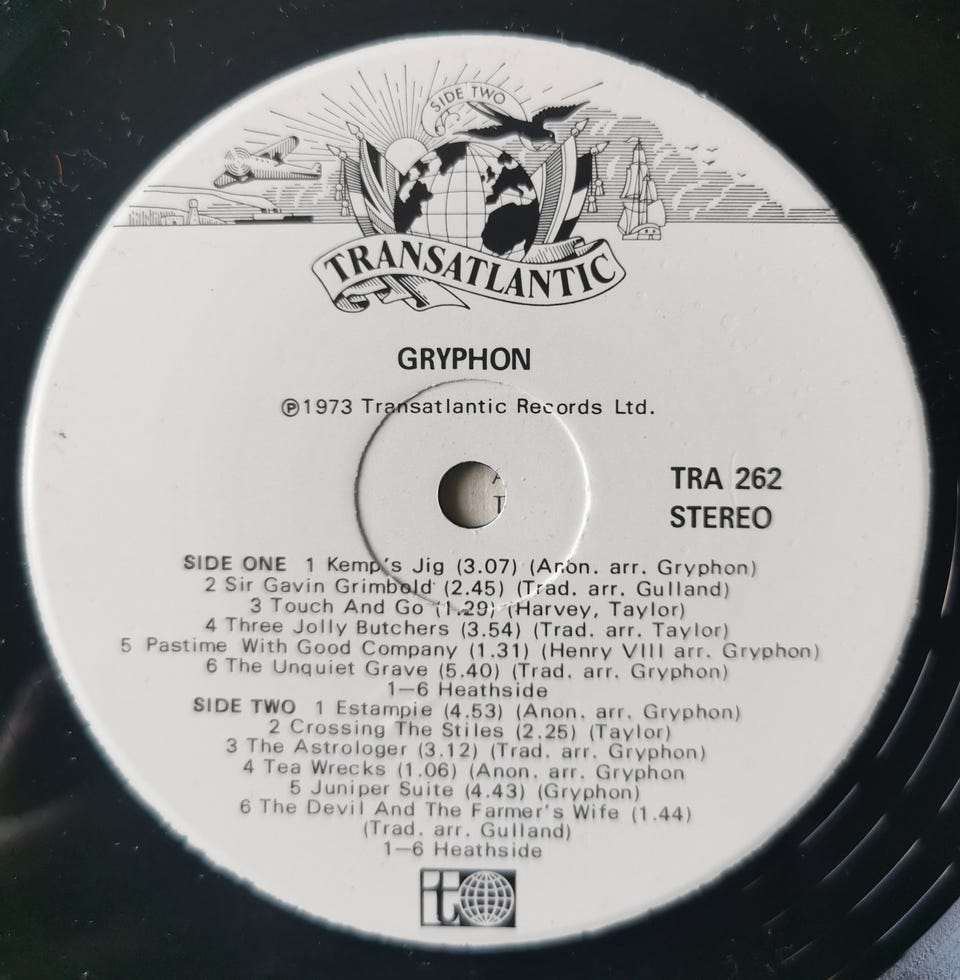 SIDE TWO
TRANSATLANTIC
GRYPHON
℗1973 Transatlantic Records Ltd.
TRA 262
STEREO
SIDE ONE 1 Kemp's Jig (3.07) (Anon. arr. Gryphon)
2 Sir Gavin Grimbold (2.45) (Trad. arr. Gulland)
3 Touch And Go (1.29) (Harvey, Taylor)
4 Three Jolly Butchers (3.54) (Trad. arr. Taylor)
5 Pastime With Good Company (1.31) (Henry VIII arr. Gryphon)
6 The Unquiet Grave (5.40) (Trad. arr. Gryphon)
1—6 Heathside
SIDE TWO 1 Estampie (4.53) (Anon. arr. Gryphon)
2 Crossing The Stiles (2.25) (Taylor)
3 The Astrologer (3.12) (Trad. arr. Gryphon)
4 Tea Wrecks (1.06) (Anon. arr. Gryphon
5 Juniper Suite (4.43) (Gryphon)
6 The Devil And The Farmer's Wife (1.44)
(Trad. arr. Gulland)
1—6 Heathside